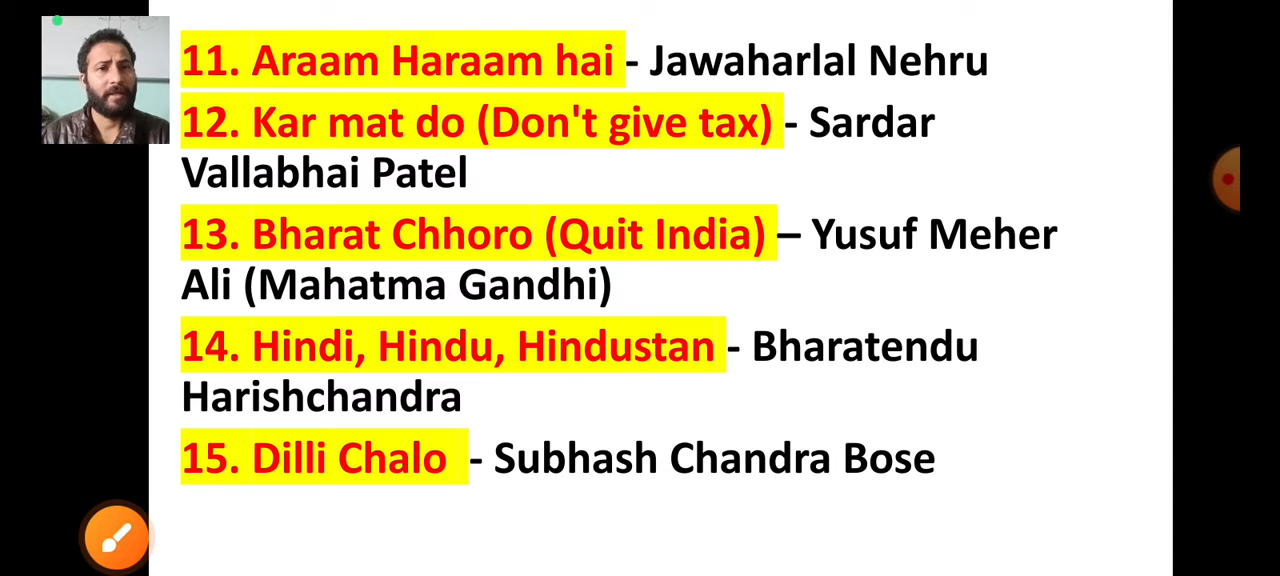 11. Araam Haraam hai - Jawaharlal Nehru
12. Kar mat do (Don't give tax) - Sardar
Vallabhai Patel
13. Bharat Chhoro (Quit India) – Yusuf Meher
Ali (Mahatma Gandhi)
14. Hindi, Hindu, Hindustan - Bharatendu
Harishchandra
15. Dilli Chalo - Subhash Chandra Bose